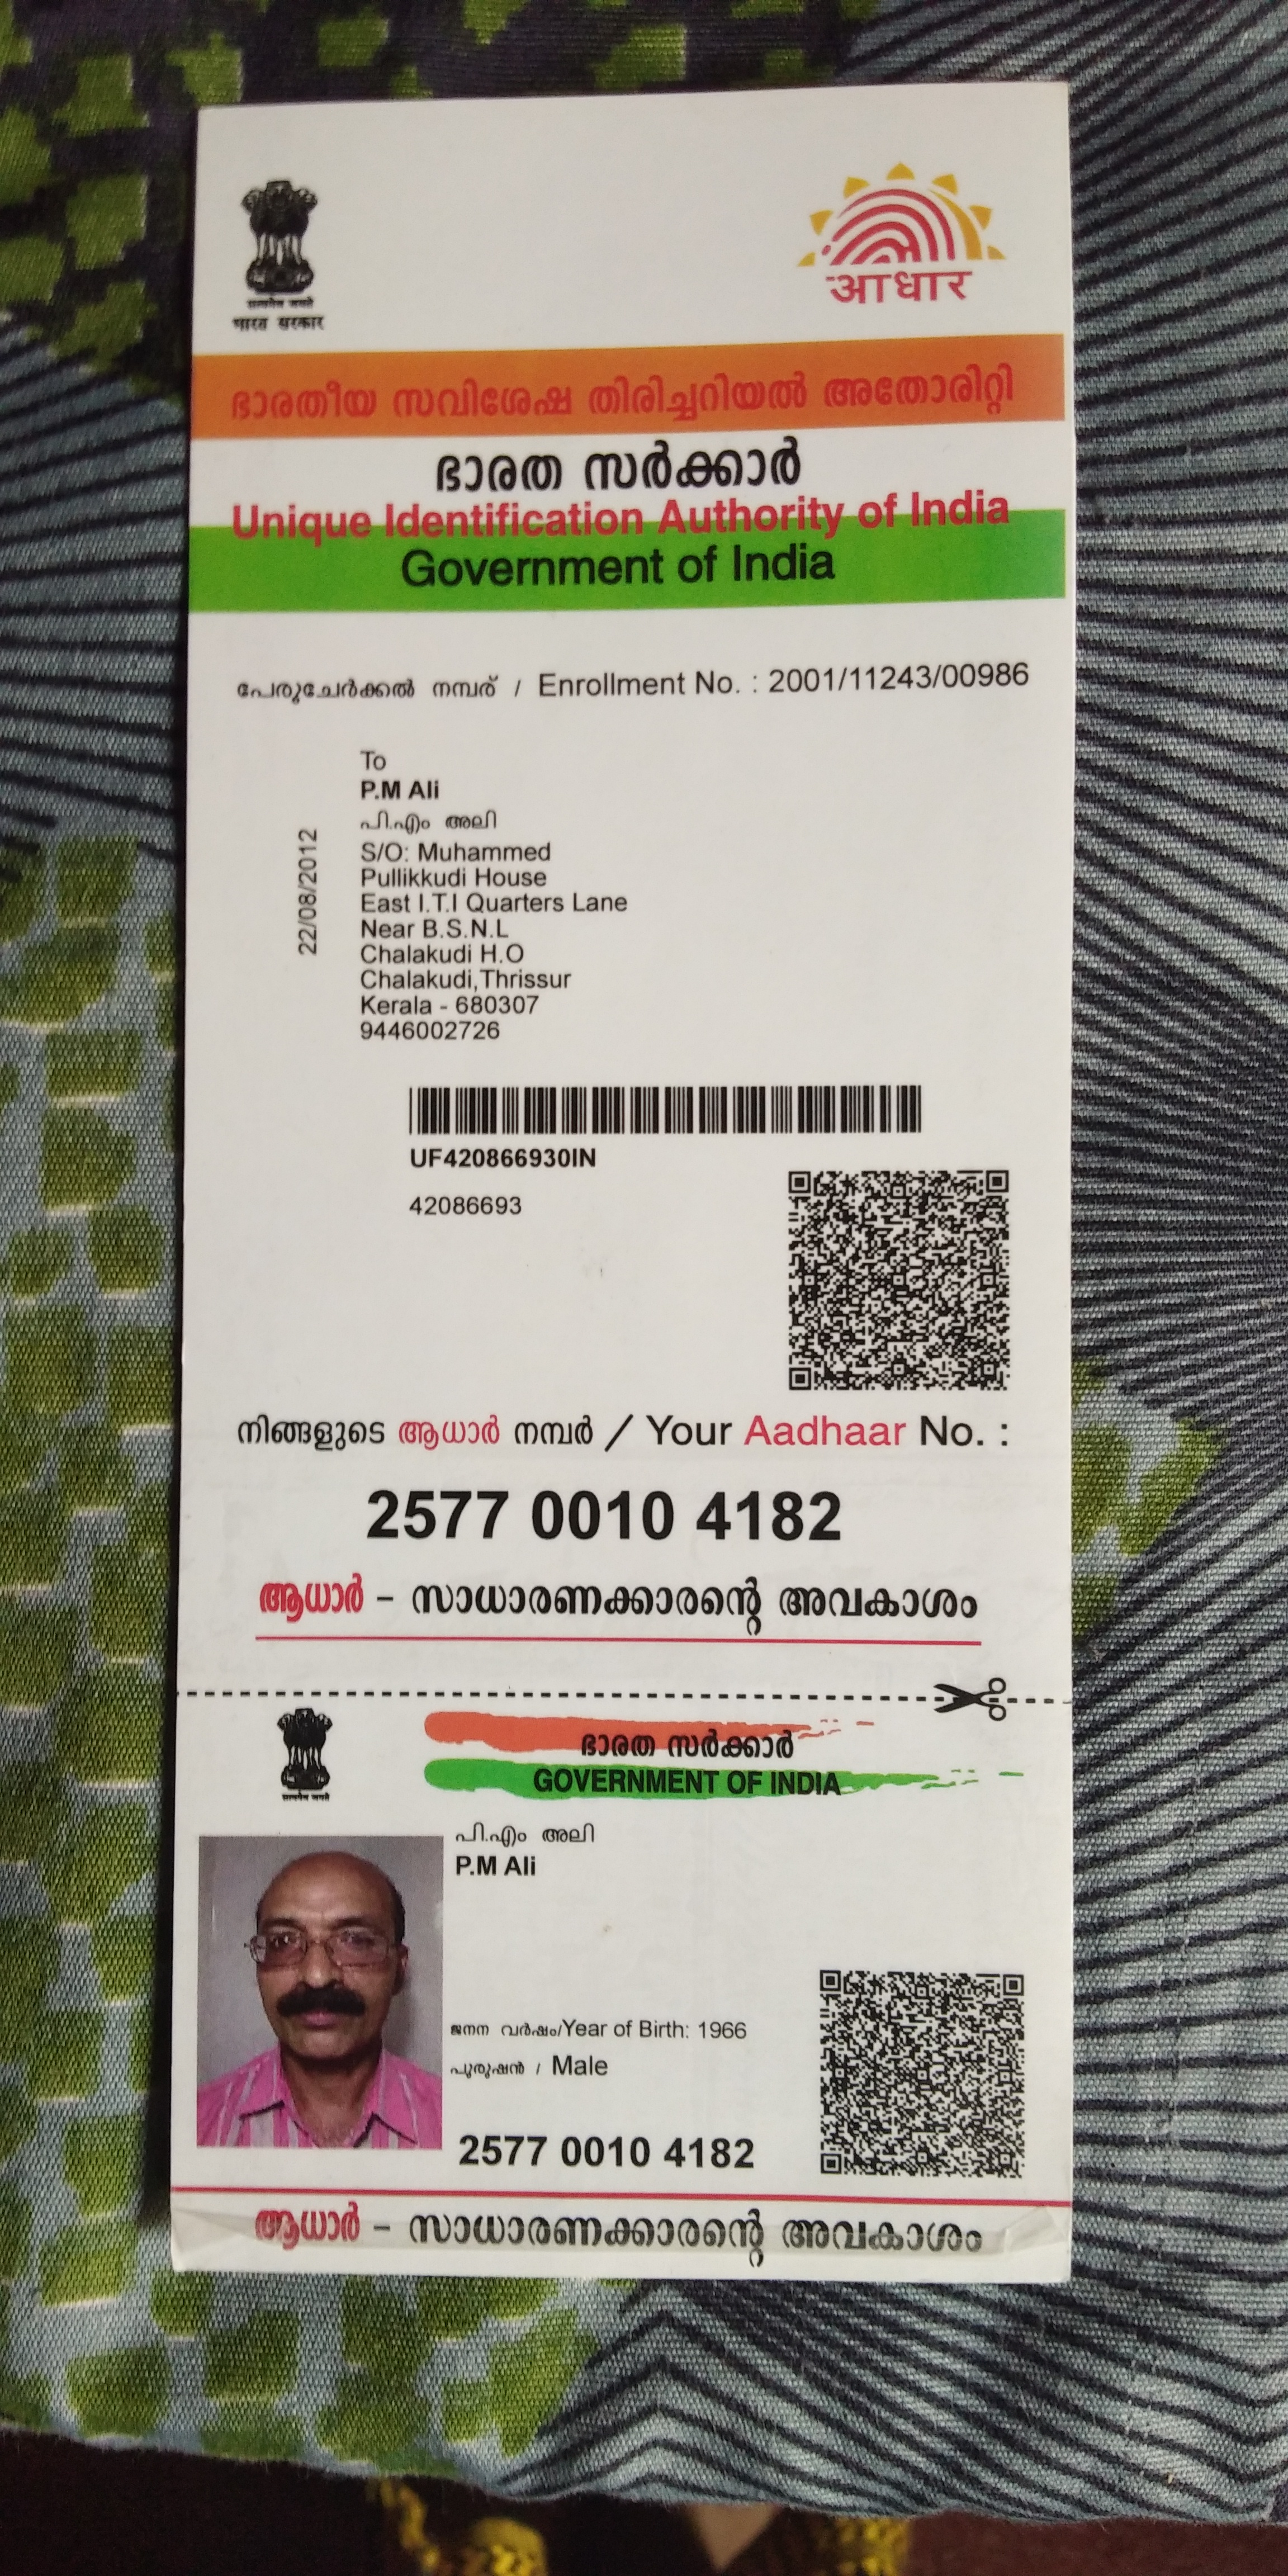 सत्यमेव जयते
भारत सरकार
आधार
ഭാരതീയ സവിശേഷ തിരിച്ചറിയൽ അതോരിറ്റി
ഭാരത സർക്കാർ
Unique Identification Authority of India
Government of India
പേരുചേർക്കൽ നമ്പര് / Enrollment No. : 2001/11243/00986
To
P.M Ali
പി.എം അലി
S/O: Muhammed
Pullikkudi House
East I.T.I Quarters Lane
Near B.S.N.L
Chalakudi H.O
Chalakudi,Thrissur
Kerala - 680307
9446002726
22/08/2012
UF420866930IN
42086693
നിങ്ങളുടെ ആധാർ നമ്പർ / Your Aadhaar No. :
2577 0010 4182
ആധാർ - സാധാരണക്കാരന്റെ അവകാശം
सत्यमेव जयते
ഭാരത സർക്കാർ
GOVERNMENT OF INDIA
പി.എം അലി
P.M Ali
ജനന വർഷം/Year of Birth: 1966
പുരുഷൻ / Male
2577 0010 4182
ആധാർ - സാധാരണക്കാരന്റെ അവകാശം